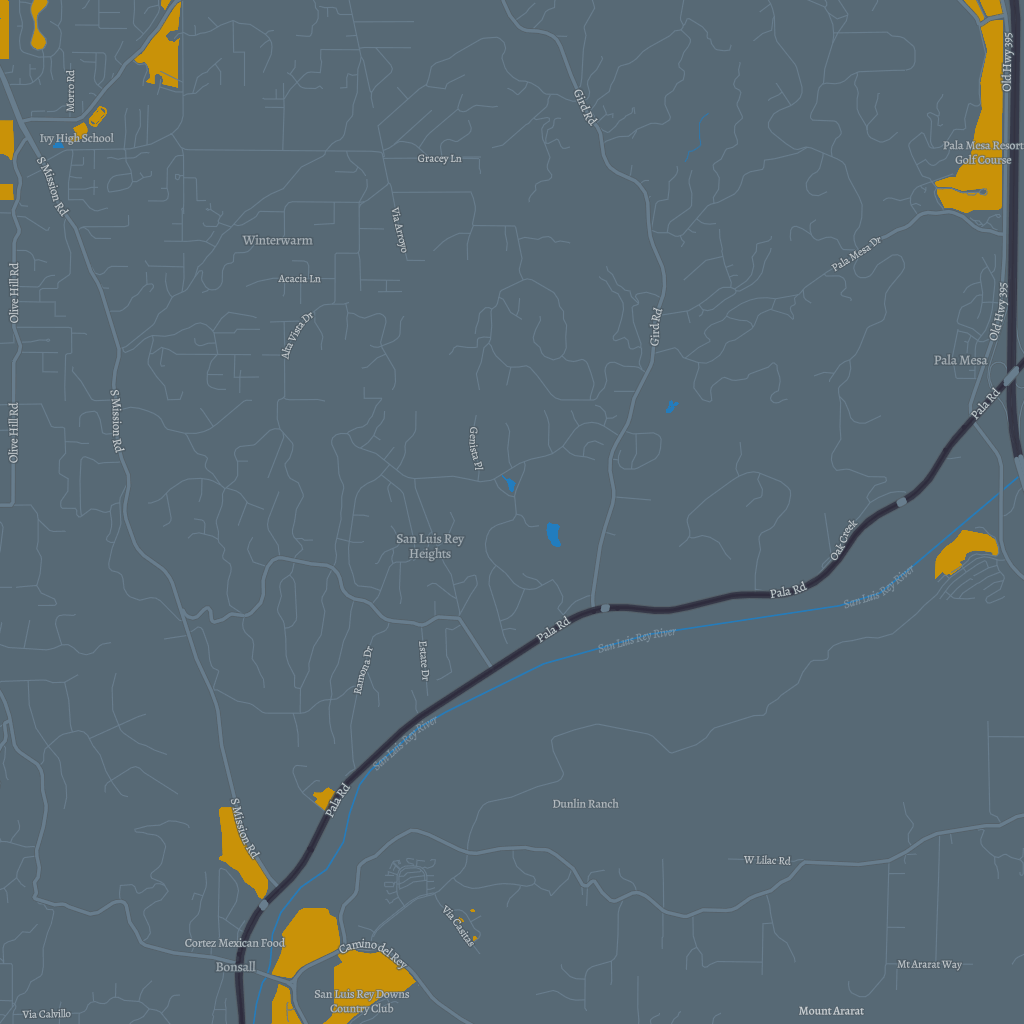 Old Hwy 395
Morro Rd
Gird Rd
Ivy High School
Pala Mesa Resort
Golf Course
Gracey Ln
S Mission Rd
Via Arroyo
Winterwarm
Pala Mesa Dr
Acacia Ln
Olive Hill Rd
Old Hwy 395
Gird Rd
Alta Vista Dr
Pala Mesa
Pala Rd
S Mission Rd
Olive Hill Rd
Genista Pl
San Luis Rey
Heights
Oak Creek
Pala Rd
San Luis Rey River
Pala Rd
San Luis Rey River
Estate Dr
Ramona Dr
San Luis Rey River
Pala Rd
Dunlin Ranch
S Mission Rd
W Lilac Rd
Via Casitas
Cortez Mexican Food
Camino del Rey
Bonsall
Mt Ararat Way
San Luis Rey Downs
Country Club
Via Calvillo
Mount Ararat